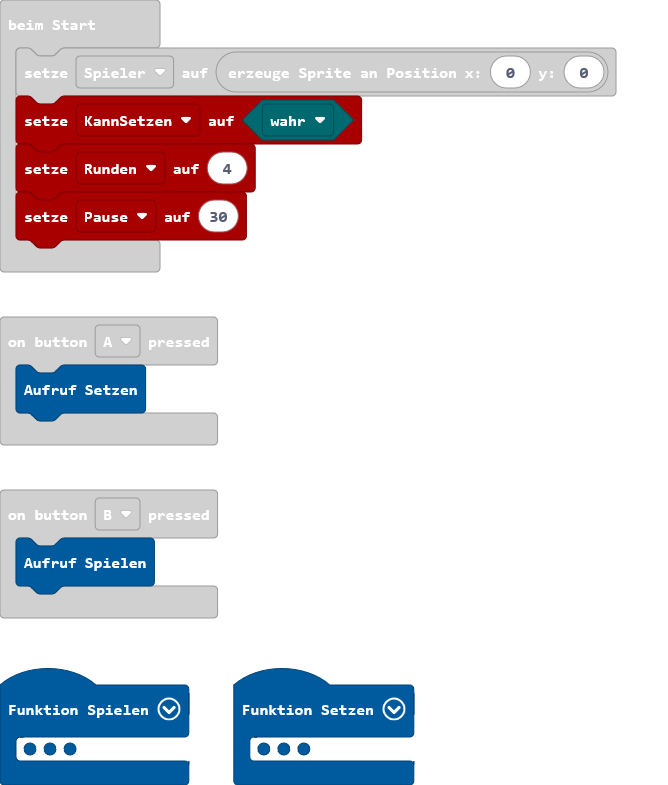 beim Start
setze Spieler auf erzeuge Sprite an Position x: 0 y: 0
setze KannSetzen auf wahr
setze Runden auf 4
setze Pause auf 30
on button A pressed
Aufruf Setzen
on button B pressed
Aufruf Spielen
Funktion Spielen
Funktion Setzen